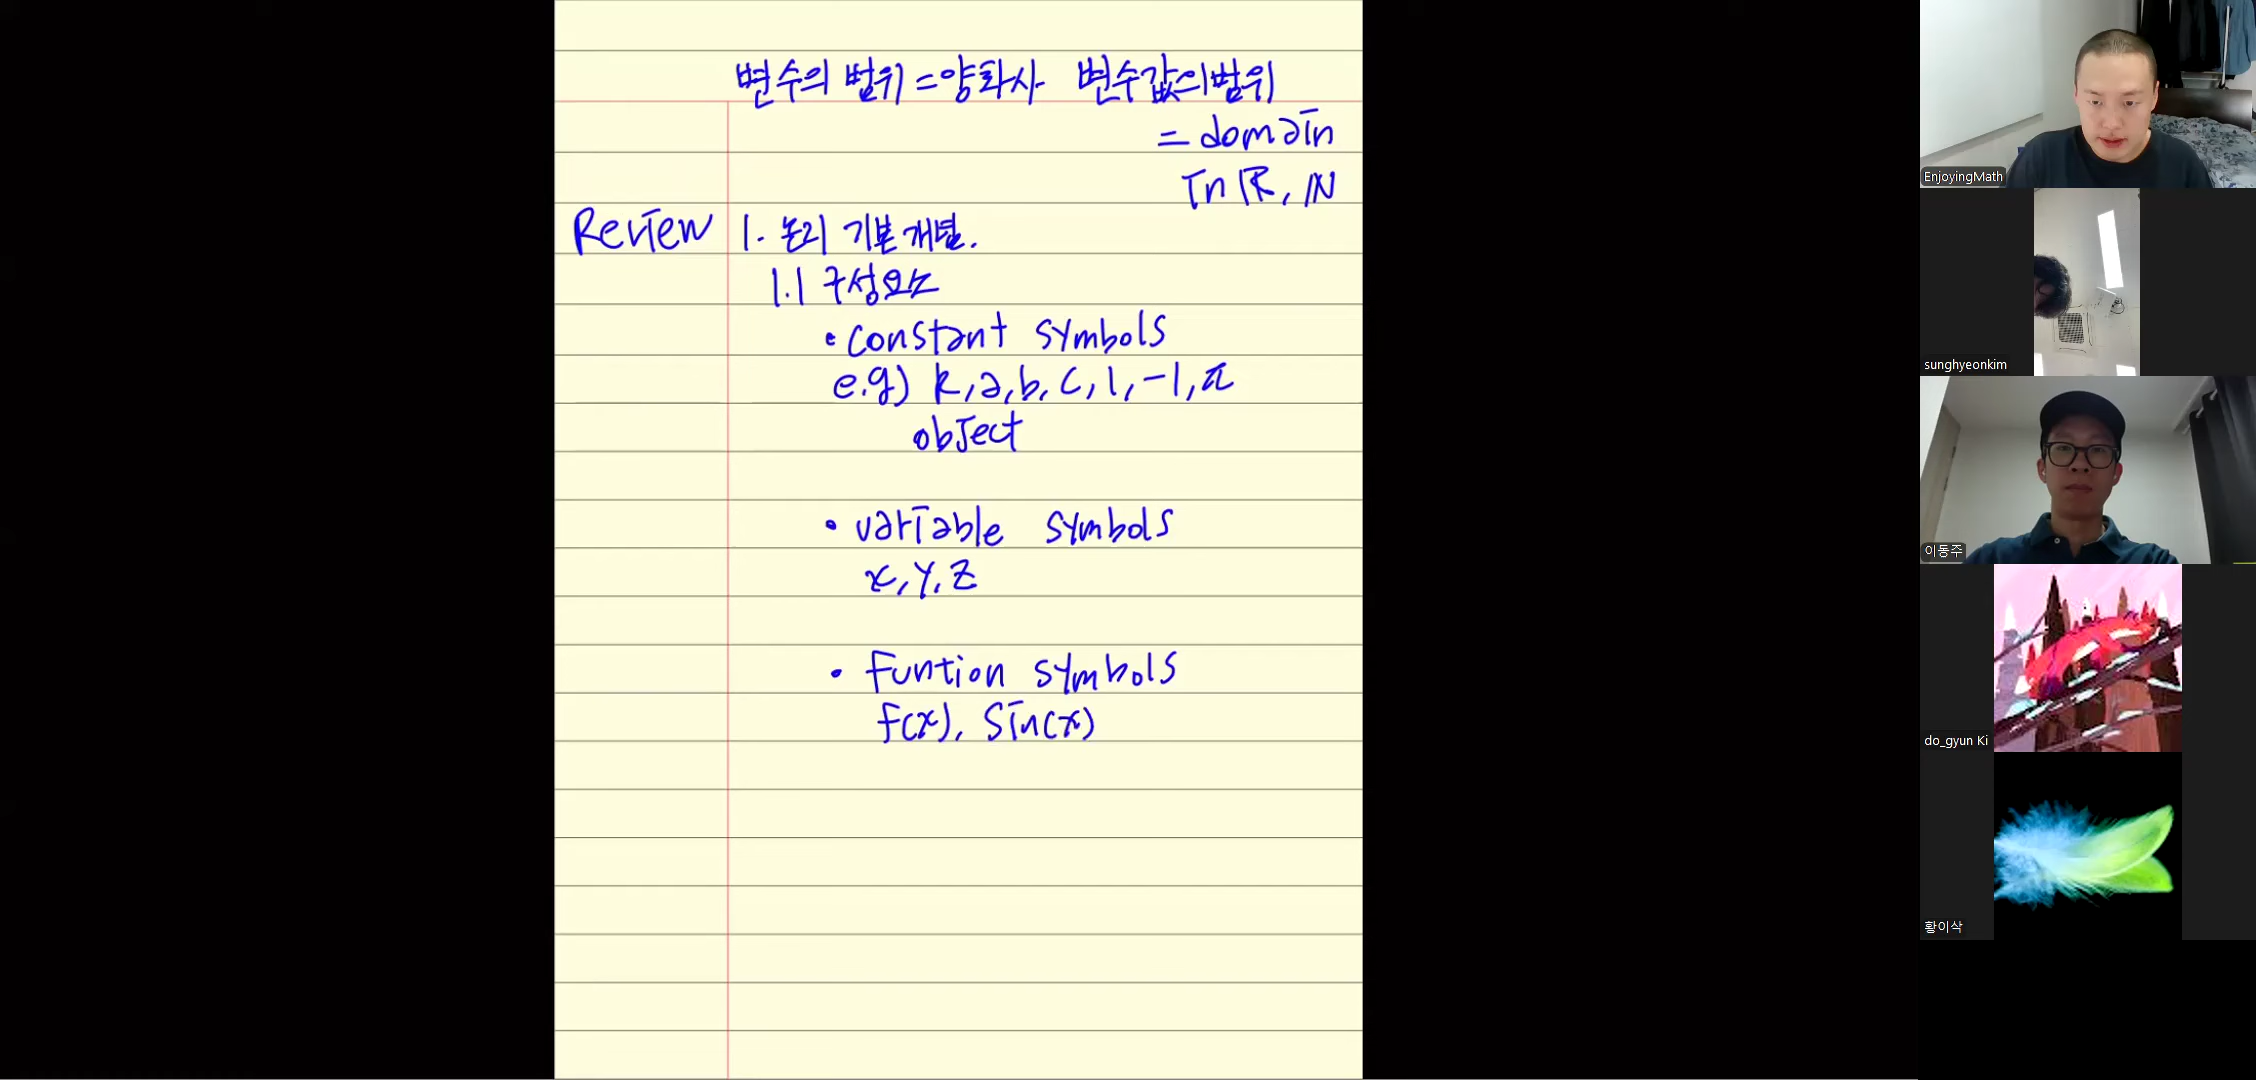 변수의 범위 = 양화사 변수값의 범위
= domain
in ℝ, ℕ
Review 1. 논리 기본개념.
1.1 구성요소
• constant symbols
e.g) k, a, b, c, 1, -1, π
object
• variable symbols
x, y, z
• Funtion symbols
f(x), sin(x)
EnjoyingMath
sunghyeonkim
이동주
do_gyun Ki
황이삭